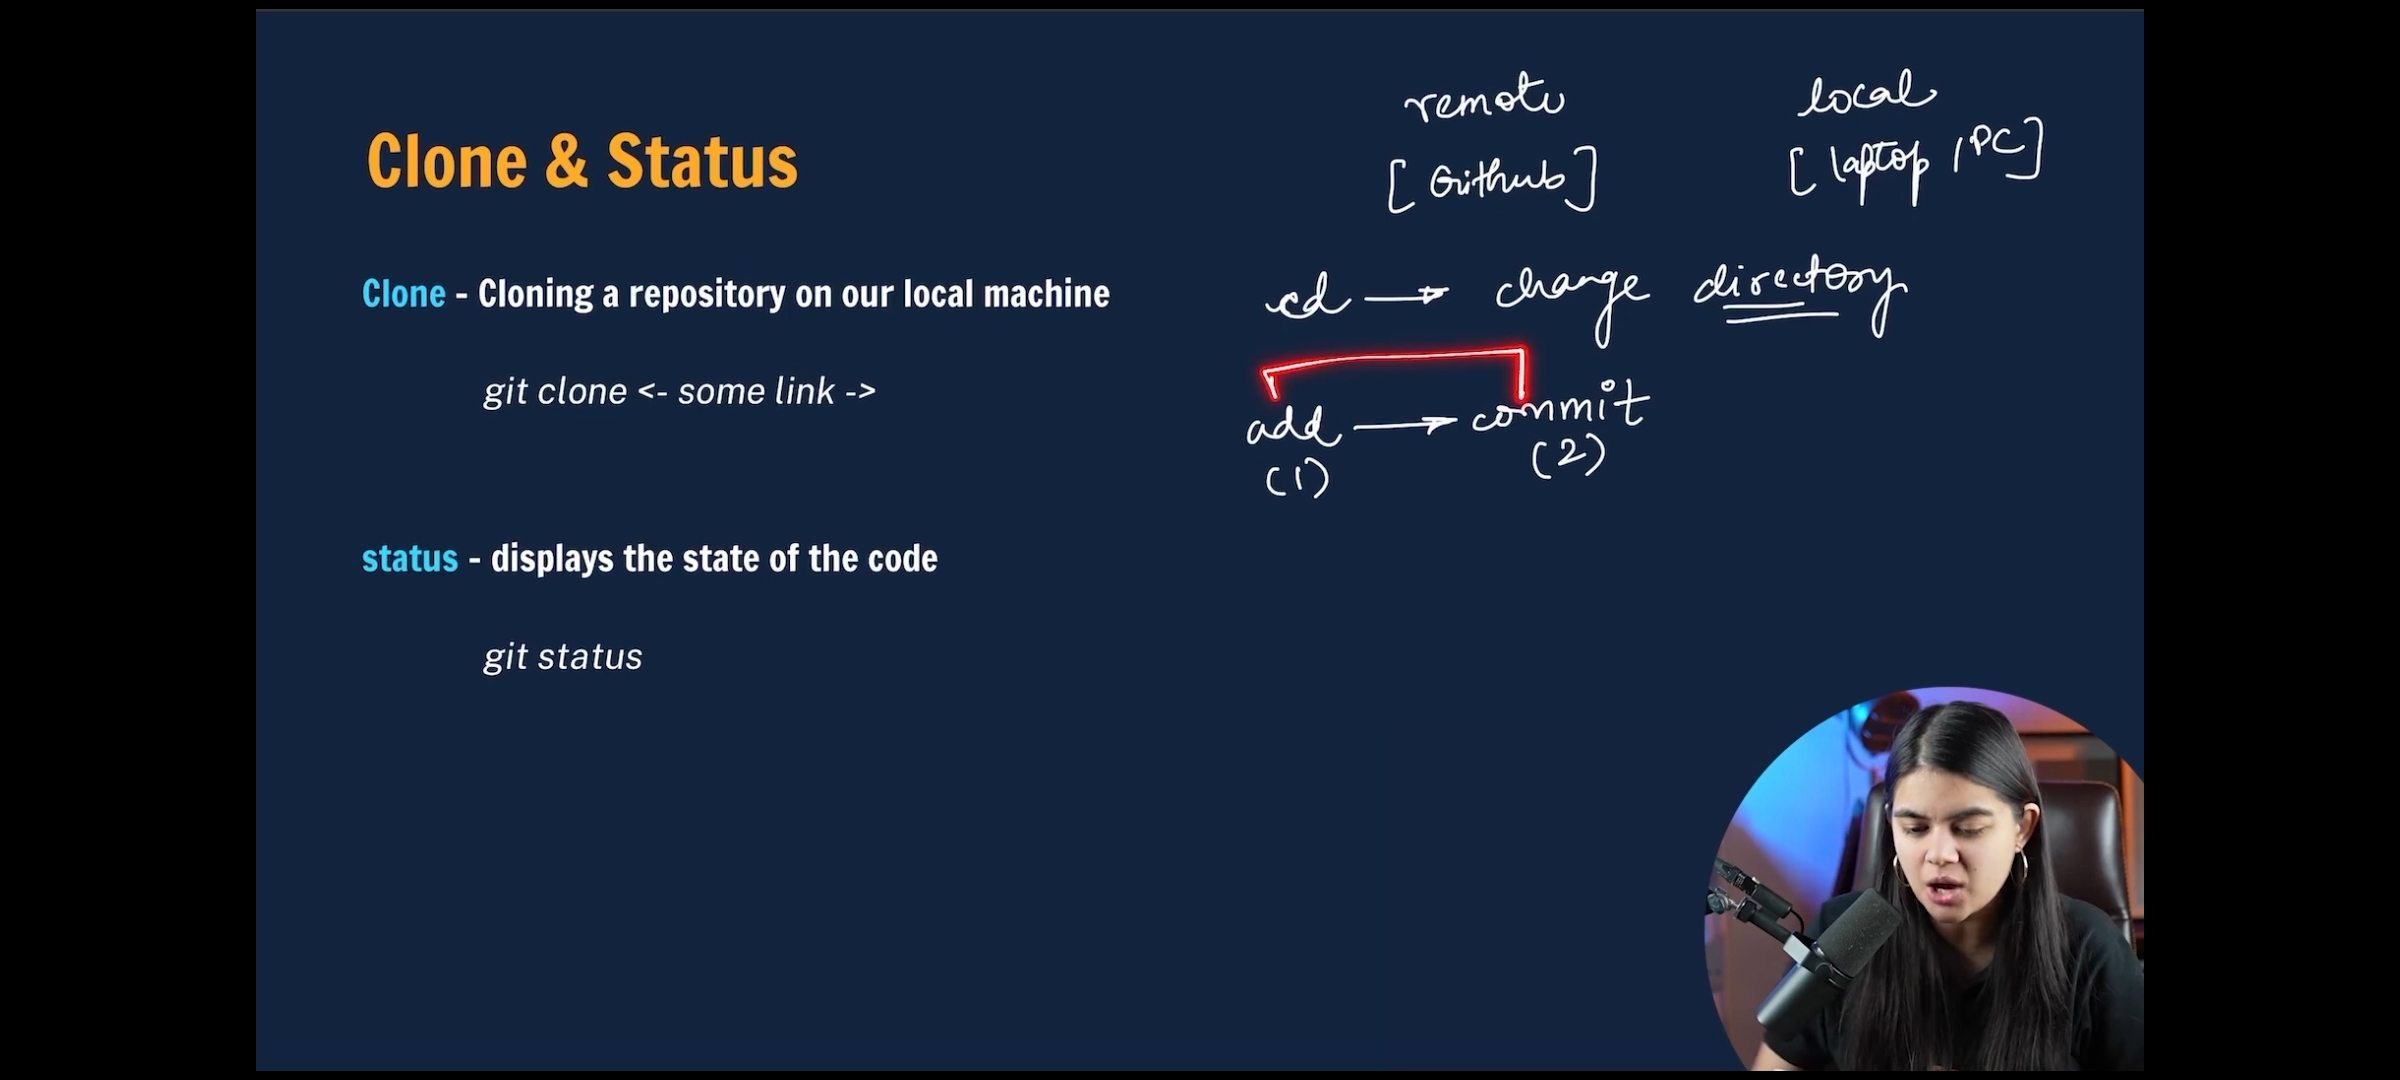 Clone & Status
Clone - Cloning a repository on our local machine
git clone <- some link ->
status - displays the state of the code
git status
remote
[Github]
local
[laptop / PC]
cd → change directory
add → commit
(1)
(2)